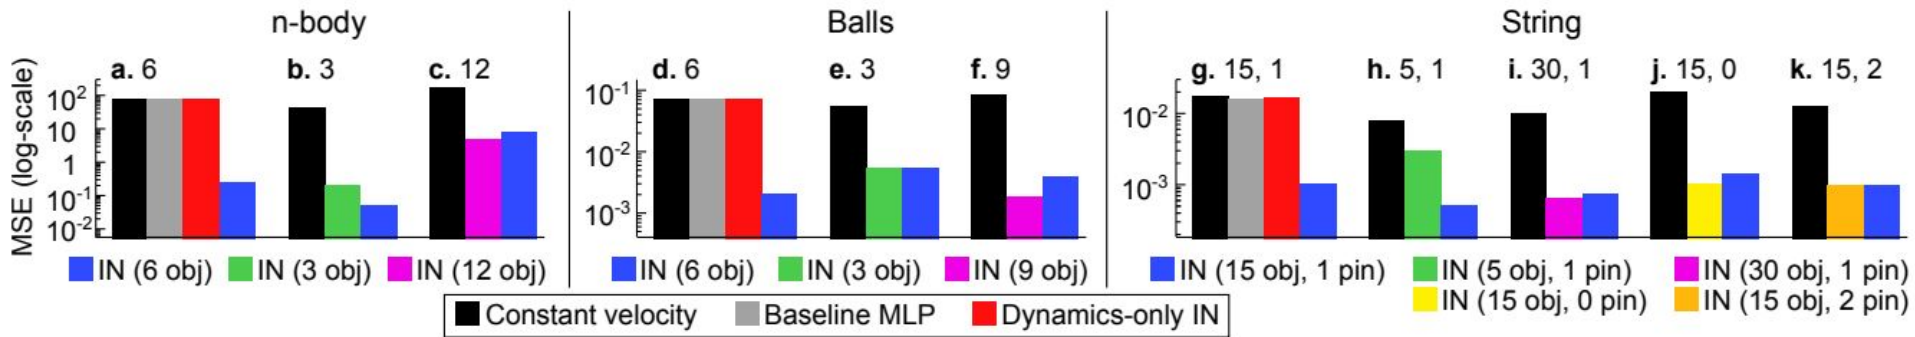 n-body
Balls
String
a. 6
b. 3
c. 12
d. 6
e. 3
f. 9
g. 15, 1
h. 5, 1
i. 30, 1
j. 15, 0
k. 15, 2
MSE (log-scale)
10²
10
1
10⁻¹
10⁻²
10⁻¹
10⁻²
10⁻³
10⁻²
10⁻³
IN (6 obj) IN (3 obj) IN (12 obj)
IN (6 obj) IN (3 obj) IN (9 obj)
IN (15 obj, 1 pin) IN (5 obj, 1 pin) IN (30 obj, 1 pin)
IN (15 obj, 0 pin) IN (15 obj, 2 pin)
Constant velocity Baseline MLP Dynamics-only IN